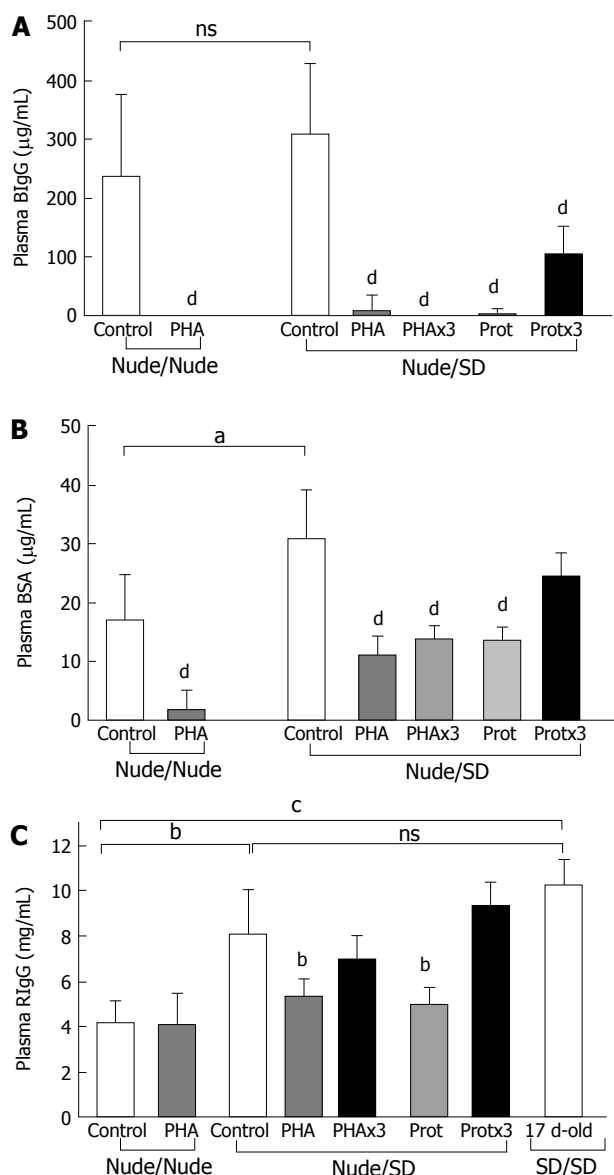 A
Plasma BIgG (μg/mL)
500
400
300
200
100
0
ns
d
d
d
d
d
Control PHA Control PHA PHAx3 Prot Protx3
Nude/Nude Nude/SD
B
Plasma BSA (μg/mL)
50
40
30
20
10
0
a
d
d
d
d
Control PHA Control PHA PHAx3 Prot Protx3
Nude/Nude Nude/SD
C
Plasma RIgG (mg/mL)
12
10
8
6
4
2
0
c
b ns
b
b
Control PHA Control PHA PHAx3 Prot Protx3 17 d-old
Nude/Nude Nude/SD SD/SD